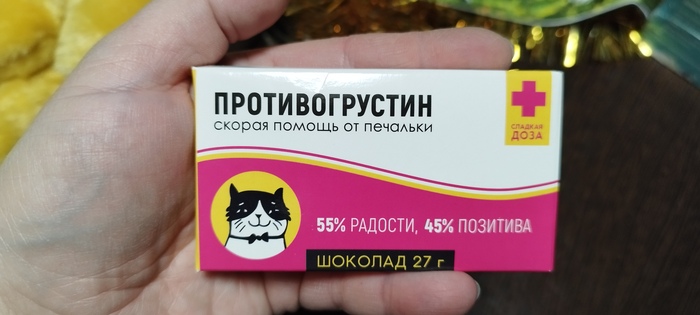 ПРОТИВОГРУСТИН
скорая помощь от печальки
СЛАДКАЯ
ДОЗА
55% РАДОСТИ, 45% ПОЗИТИВА
ШОКОЛАД 27 г